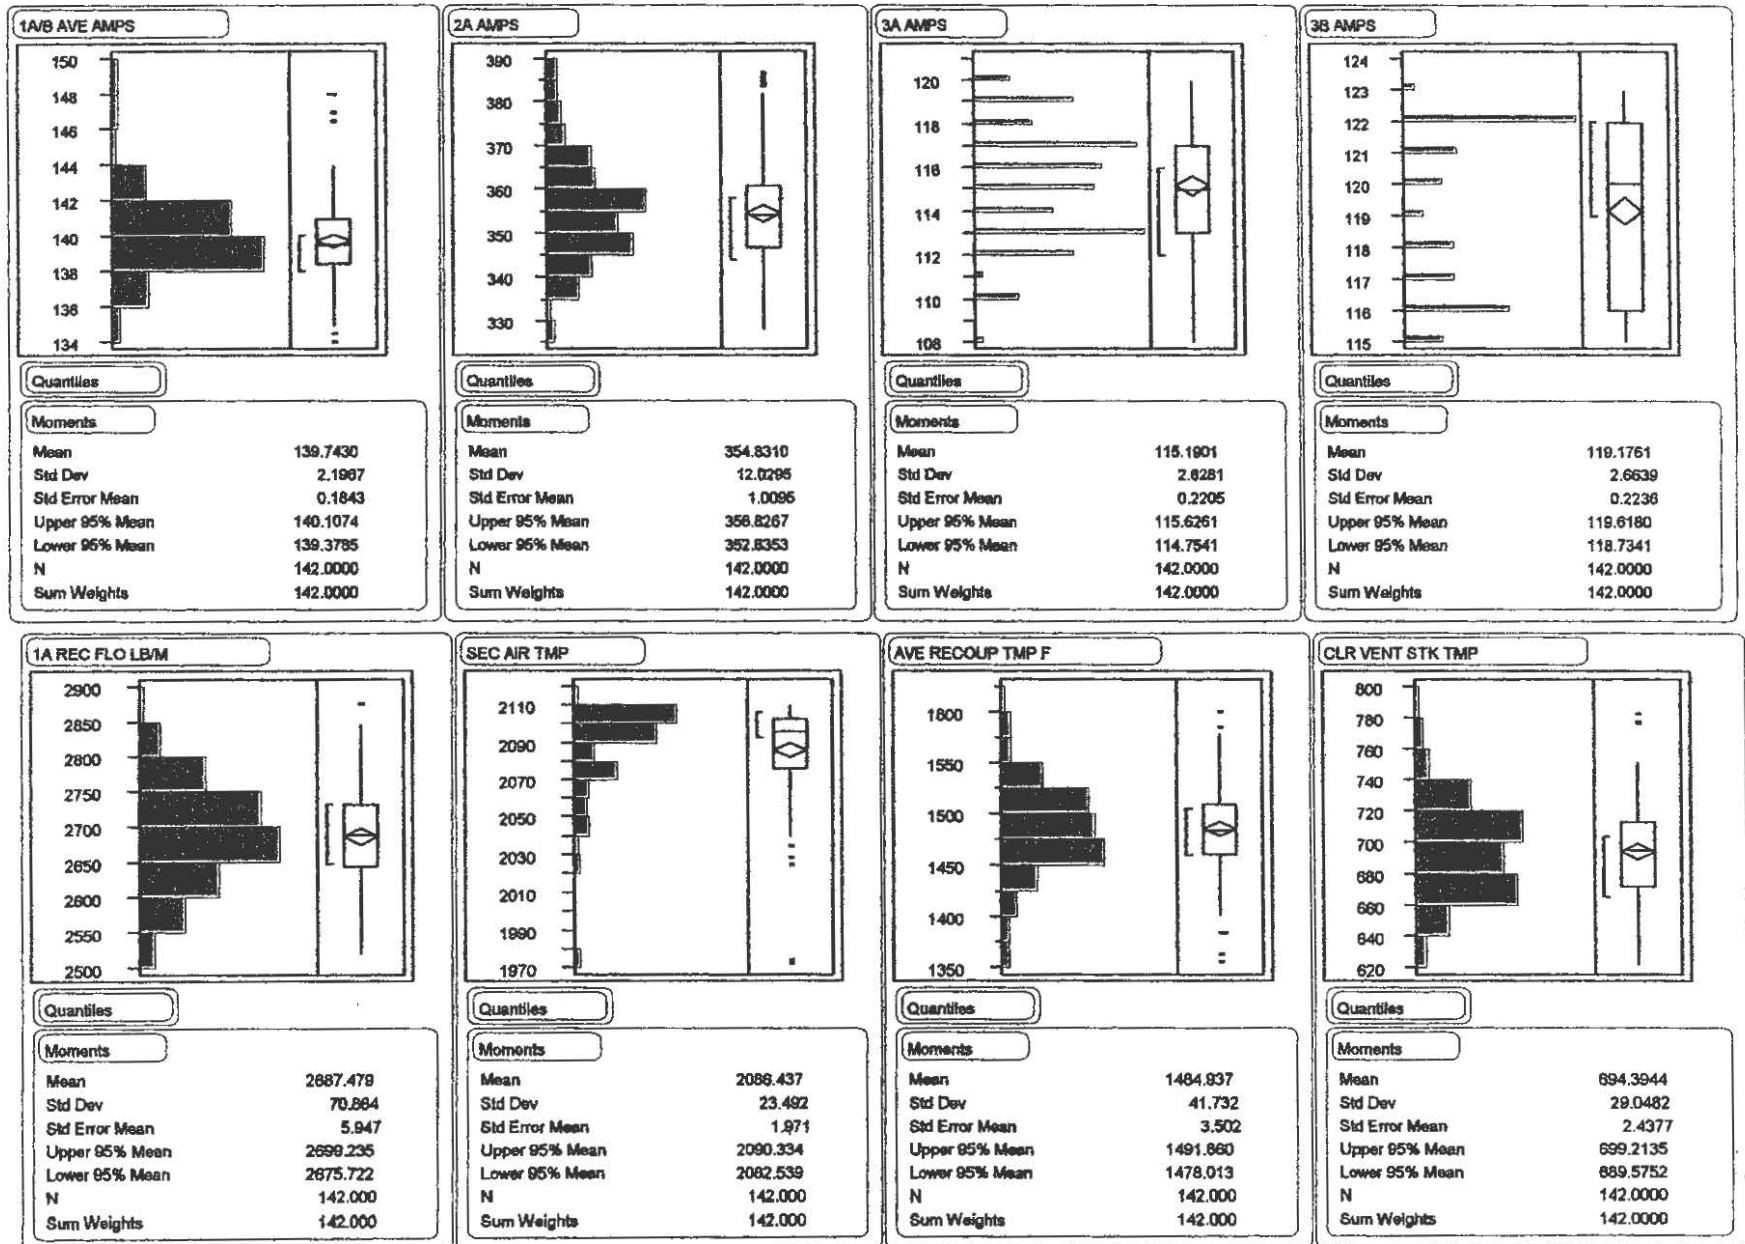 1A/B AVE AMPS
150
148
146
144
142
140
138
136
134
Quantiles
Moments
Mean 139.7430
Std Dev 2.1967
Std Error Mean 0.1843
Upper 95% Mean 140.1074
Lower 95% Mean 139.3785
N 142.0000
Sum Weights 142.0000
2A AMPS
390
380
370
360
350
340
330
Quantiles
Moments
Mean 354.8310
Std Dev 12.0295
Std Error Mean 1.0095
Upper 95% Mean 356.8267
Lower 95% Mean 352.8353
N 142.0000
Sum Weights 142.0000
3A AMPS
120
118
116
114
112
110
108
Quantiles
Moments
Mean 115.1901
Std Dev 2.6281
Std Error Mean 0.2205
Upper 95% Mean 115.6261
Lower 95% Mean 114.7541
N 142.0000
Sum Weights 142.0000
3B AMPS
124
123
122
121
120
119
118
117
116
115
Quantiles
Moments
Mean 119.1761
Std Dev 2.6639
Std Error Mean 0.2236
Upper 95% Mean 119.6180
Lower 95% Mean 118.7341
N 142.0000
Sum Weights 142.0000
1A REC FLO LB/M
2900
2850
2800
2750
2700
2650
2600
2550
2500
Quantiles
Moments
Mean 2687.479
Std Dev 70.864
Std Error Mean 5.947
Upper 95% Mean 2699.235
Lower 95% Mean 2675.722
N 142.000
Sum Weights 142.000
SEC AIR TMP
2110
2090
2070
2050
2030
2010
1990
1970
Quantiles
Moments
Mean 2086.437
Std Dev 23.492
Std Error Mean 1.971
Upper 95% Mean 2090.334
Lower 95% Mean 2082.539
N 142.000
Sum Weights 142.000
AVE RECOUP TMP F
1600
1550
1500
1450
1400
1350
Quantiles
Moments
Mean 1484.937
Std Dev 41.732
Std Error Mean 3.502
Upper 95% Mean 1491.860
Lower 95% Mean 1478.013
N 142.000
Sum Weights 142.000
CLR VENT STK TMP
800
780
760
740
720
700
680
660
640
620
Quantiles
Moments
Mean 694.3944
Std Dev 29.0482
Std Error Mean 2.4377
Upper 95% Mean 699.2135
Lower 95% Mean 689.5752
N 142.0000
Sum Weights 142.0000